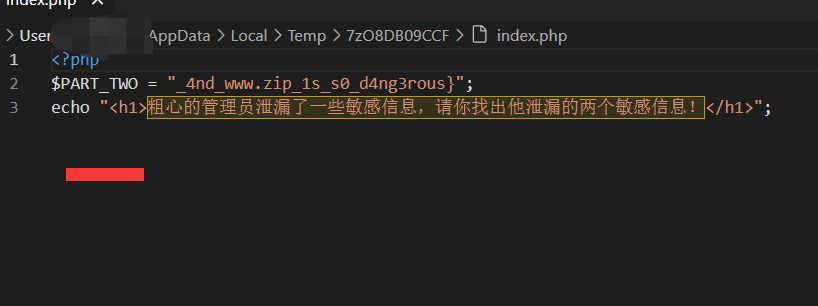 index.php
User AppData > Local > Temp > 7zO8DB09CCF > index.php
1 <?php
2 $PART_TWO = "_4nd_www.zip_1s_s0_d4ng3rous}";
3 echo "<h1>粗心的管理员泄漏了一些敏感信息，请你找出他泄漏的两个敏感信息！</h1>";